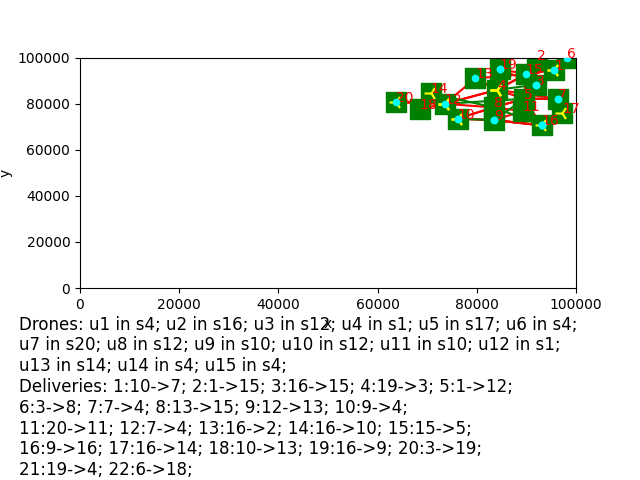 100000
80000
60000
40000
20000
0
y
0 20000 40000 60000 80000 100000
x
2
6
Drones: u1 in s4; u2 in s16; u3 in s12; u4 in s1; u5 in s17; u6 in s4;
u7 in s20; u8 in s12; u9 in s10; u10 in s12; u11 in s10; u12 in s1;
u13 in s14; u14 in s4; u15 in s4;
Deliveries: 1:10->7; 2:1->15; 3:16->15; 4:19->3; 5:1->12;
6:3->8; 7:7->4; 8:13->15; 9:12->13; 10:9->4;
11:20->11; 12:7->4; 13:16->2; 14:16->10; 15:15->5;
16:9->16; 17:16->14; 18:10->13; 19:16->9; 20:3->19;
21:19->4; 22:6->18;